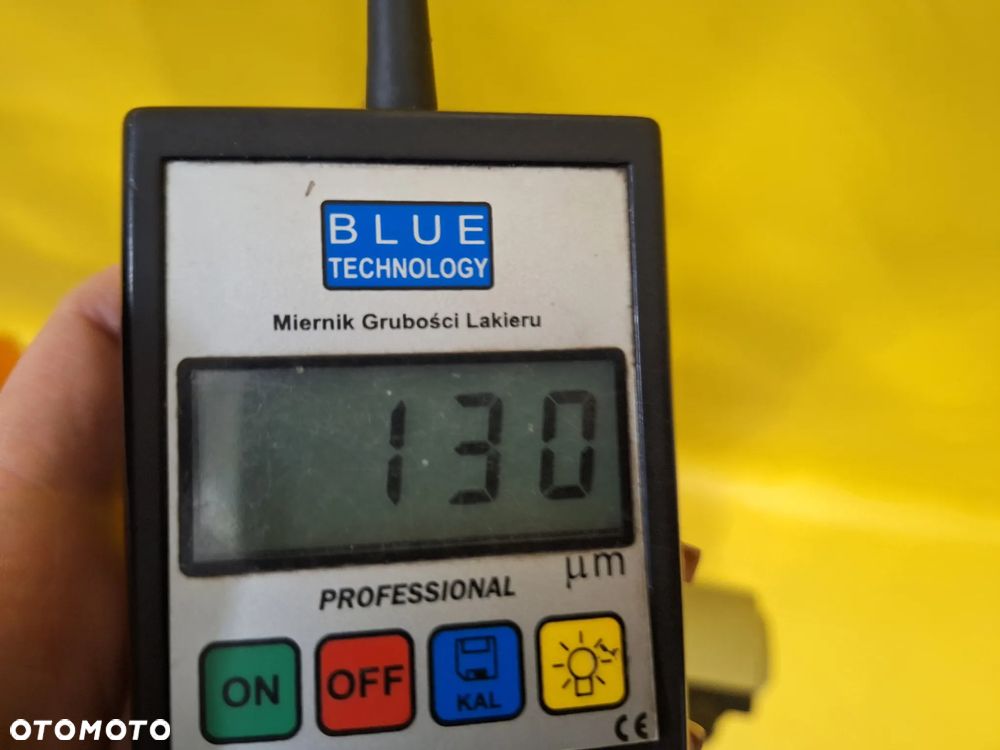 BLUE
TECHNOLOGY
Miernik Grubości Lakieru
130
µm
PROFESSIONAL
ON
OFF
KAL
CE
OTOMOTO